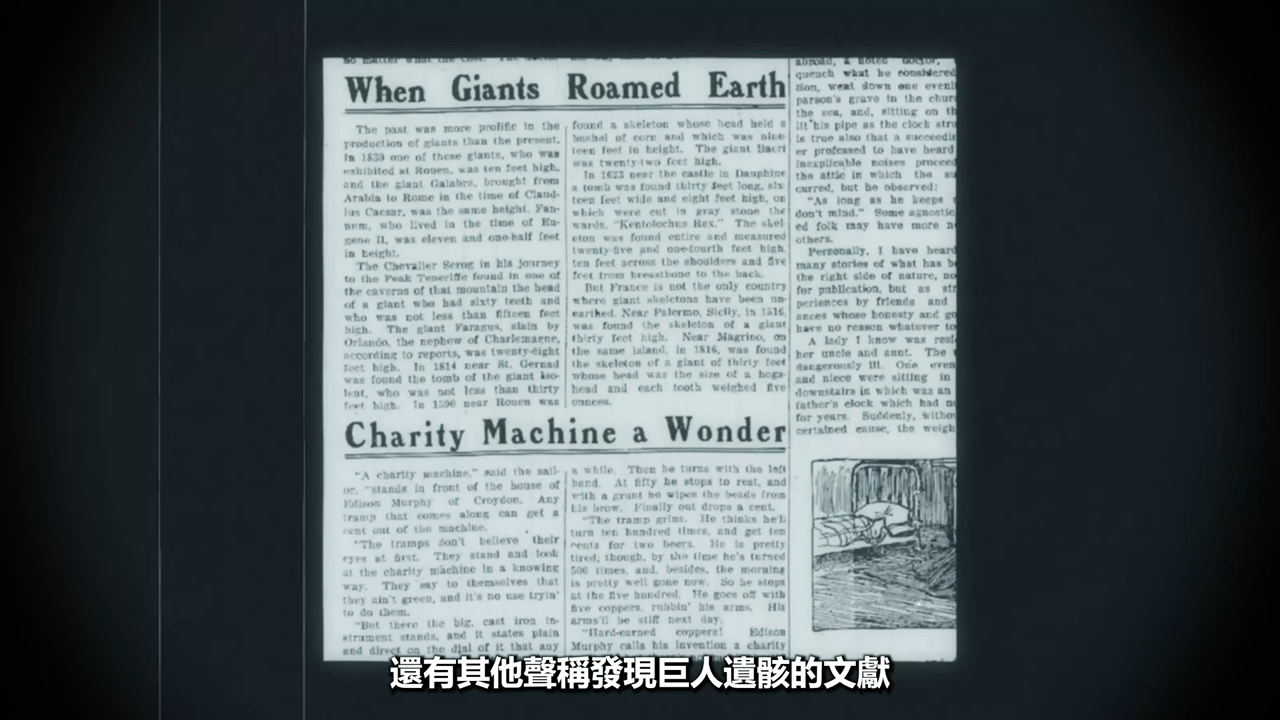 When Giants Roamed Earth
The past was more prolific in the
production of giants than the present.
In 1830 one of these giants, who was
exhibited at Rouen, was ten feet high,
and the giant Galabra, brought from
Arabia to Rome in the time of Claud-
ius Caesar, was the same height. Fan-
num, who lived in the time of Eu-
gene II, was eleven and one-half feet
in height.
The Chevalier Scrog in his journey
to the Peak Teneriffe found in one of
the caverns of that mountain the head
of a giant who had sixty teeth and
who was not less than fifteen feet
high. The giant Faragus, slain by
Orlando, the nephew of Charlemagne,
according to reports, was twenty-eight
feet high. In 1814 near St. Gernad
was found the tomb of the giant Iso-
lent, who was not less than thirty
feet high. In 1590 near Rouen was
found a skeleton whose head held a
bushel of corn and which was nine-
teen feet in height. The giant Bacrt
was twenty-two feet high.
In 1623 near the castle in Dauphine
a tomb was found thirty feet long, six-
teen feet wide and eight feet high, on
which were cut in gray stone the
words, "Kentolochus Rex." The skel-
eton was found entire and measured
twenty-five and one-fourth feet high,
ten feet across the shoulders and five
feet from breastbone to the back.
But France is not the only country
where giant skeletons have been un-
earthed. Near Palermo, Sicily, in 1516,
was found the skeleton of a giant
thirty feet high. Near Magrino, on
the same island, in 1816, was found
the skeleton of a giant of thirty feet
whose head was the size of a hogs-
head and each tooth weighed five
ounces.
Charity Machine a Wonder
"A charity machine," said the sail-
or, "stands in front of the house of
Edison Murphy of Croydon. Any
tramp that comes along can get a
cent out of the machine.
"The tramps don't believe their
eyes at first. They stand and look
at the charity machine in a knowing
way. They say to themselves that
they ain't green, and it's no use tryin'
to do them.
"But there the big, cast iron in-
strument stands, and it states plain
and direct on the dial of it that any
a while. Then he turns with the left
hand. At fifty he stops to rest, and
with a grunt he wipes the beads from
his brow. Finally out drops a cent.
"The tramp grins. He thinks he'll
turn ten hundred times, and get ten
cents for two beers. He is pretty
tired, though, by the time he's turned
500 times, and, besides, the morning
is pretty well gone now. So he stops
at the five hundred. He goes off with
five coppers, rubbin' his arms. His
arms'll be stiff next day.
"Hard-earned coppers! Edison
Murphy calls his invention a charity
abroad, a noted doctor,
quench what he considered
tion, went down one eveni
parson's grave in the churc
the sea, and, sitting on th
lit his pipe as the clock stru
is true also that a succeedin
er professed to have heard
inexplicable noises proceed
the attic in which the su
curred, but he observed:
"As long as he keeps
don't mind." Some agnostic
ed folk may have more n
others.
Personally, I have heard
many stories of what has b
the right side of nature, no
for publication, but as str
periences by friends and
ances whose honesty and go
have no reason whatever to
A lady I know was resi
her uncle and aunt. The
dangerously ill. One even
and niece were sitting in
downstairs in which was an
father's clock which had n
for years. Suddenly, witho
certained cause, the weigh
還有其他聲稱發現巨人遺骸的文獻